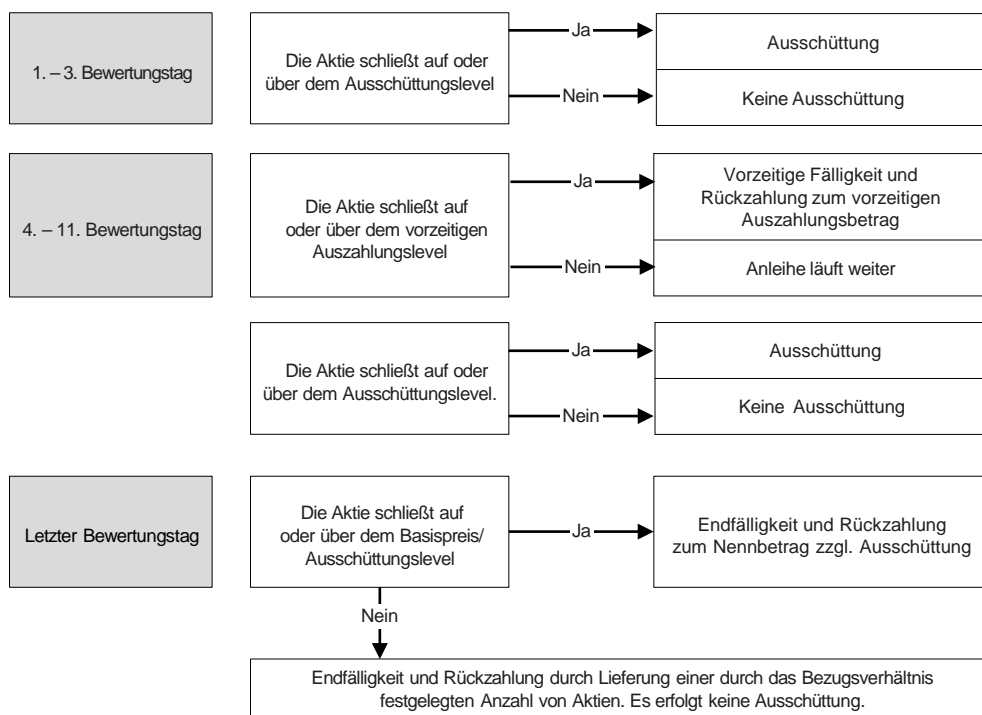 1. – 3. Bewertungstag
Die Aktie schließt auf oder
über dem Ausschüttungslevel
Ja
Ausschüttung
Nein
Keine Ausschüttung
4. – 11. Bewertungstag
Die Aktie schließt auf
oder über dem vorzeitigen
Auszahlungslevel
Ja
Vorzeitige Fälligkeit und
Rückzahlung zum vorzeitigen
Auszahlungsbetrag
Nein
Anleihe läuft weiter
Die Aktie schließt auf oder
über dem Ausschüttungslevel.
Ja
Ausschüttung
Nein
Keine Ausschüttung
Letzter Bewertungstag
Die Aktie schließt auf
oder über dem Basispreis/
Ausschüttungslevel
Ja
Endfälligkeit und Rückzahlung
zum Nennbetrag zzgl. Ausschüttung
Nein
Endfälligkeit und Rückzahlung durch Lieferung einer durch das Bezugsverhältnis
festgelegten Anzahl von Aktien. Es erfolgt keine Ausschüttung.